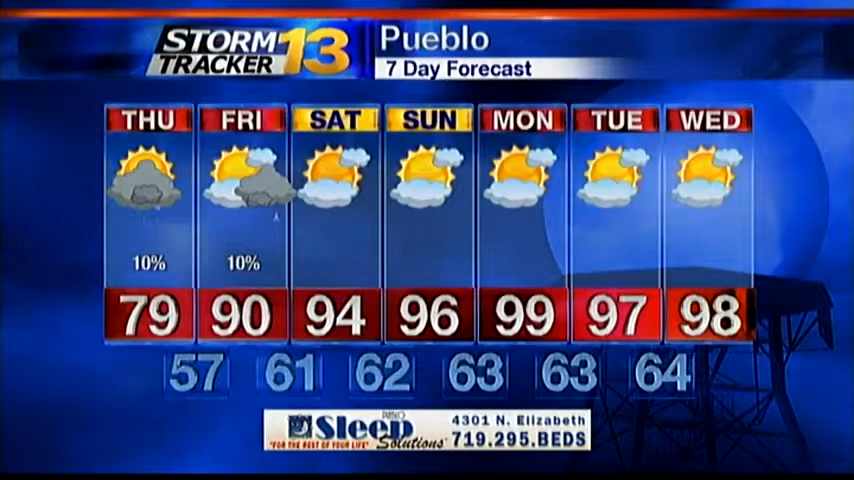 STORM
TRACKER
13
Pueblo
7 Day Forecast
THU FRI SAT SUN MON TUE WED
10% 10%
79 90 94 96 99 97 98
57 61 62 63 63 64
PUEBLO
Sleep
Solutions
"FOR THE REST OF YOUR LIFE"
4301 N. Elizabeth
719.295.BEDS